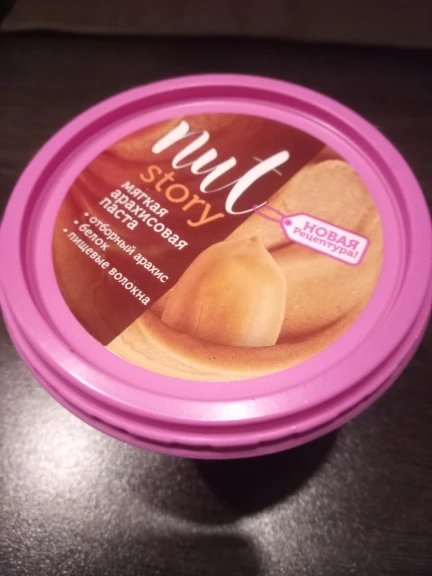 nut
story
мягкая
арахисовая
паста
• отборный арахис
• белок
• пищевые волокна
НОВАЯ
Рецептура!